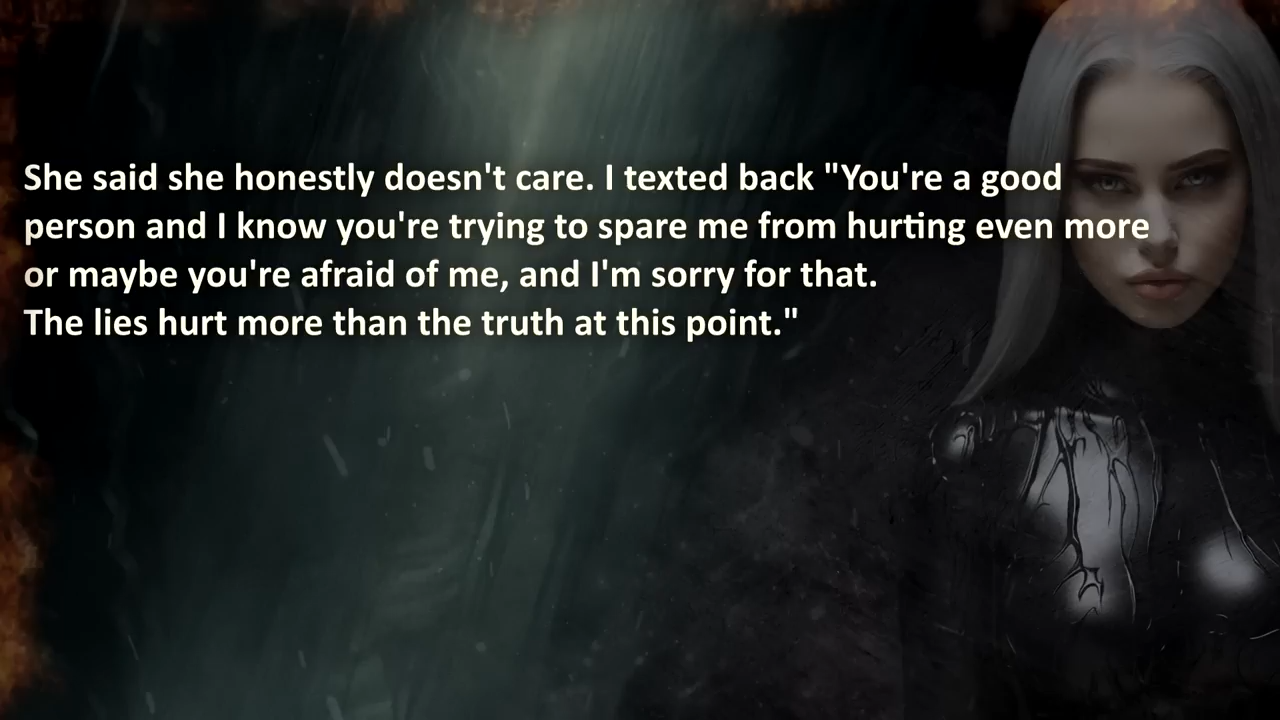 She said she honestly doesn't care. I texted back "You're a good
person and I know you're trying to spare me from hurting even more
or maybe you're afraid of me, and I'm sorry for that.
The lies hurt more than the truth at this point."